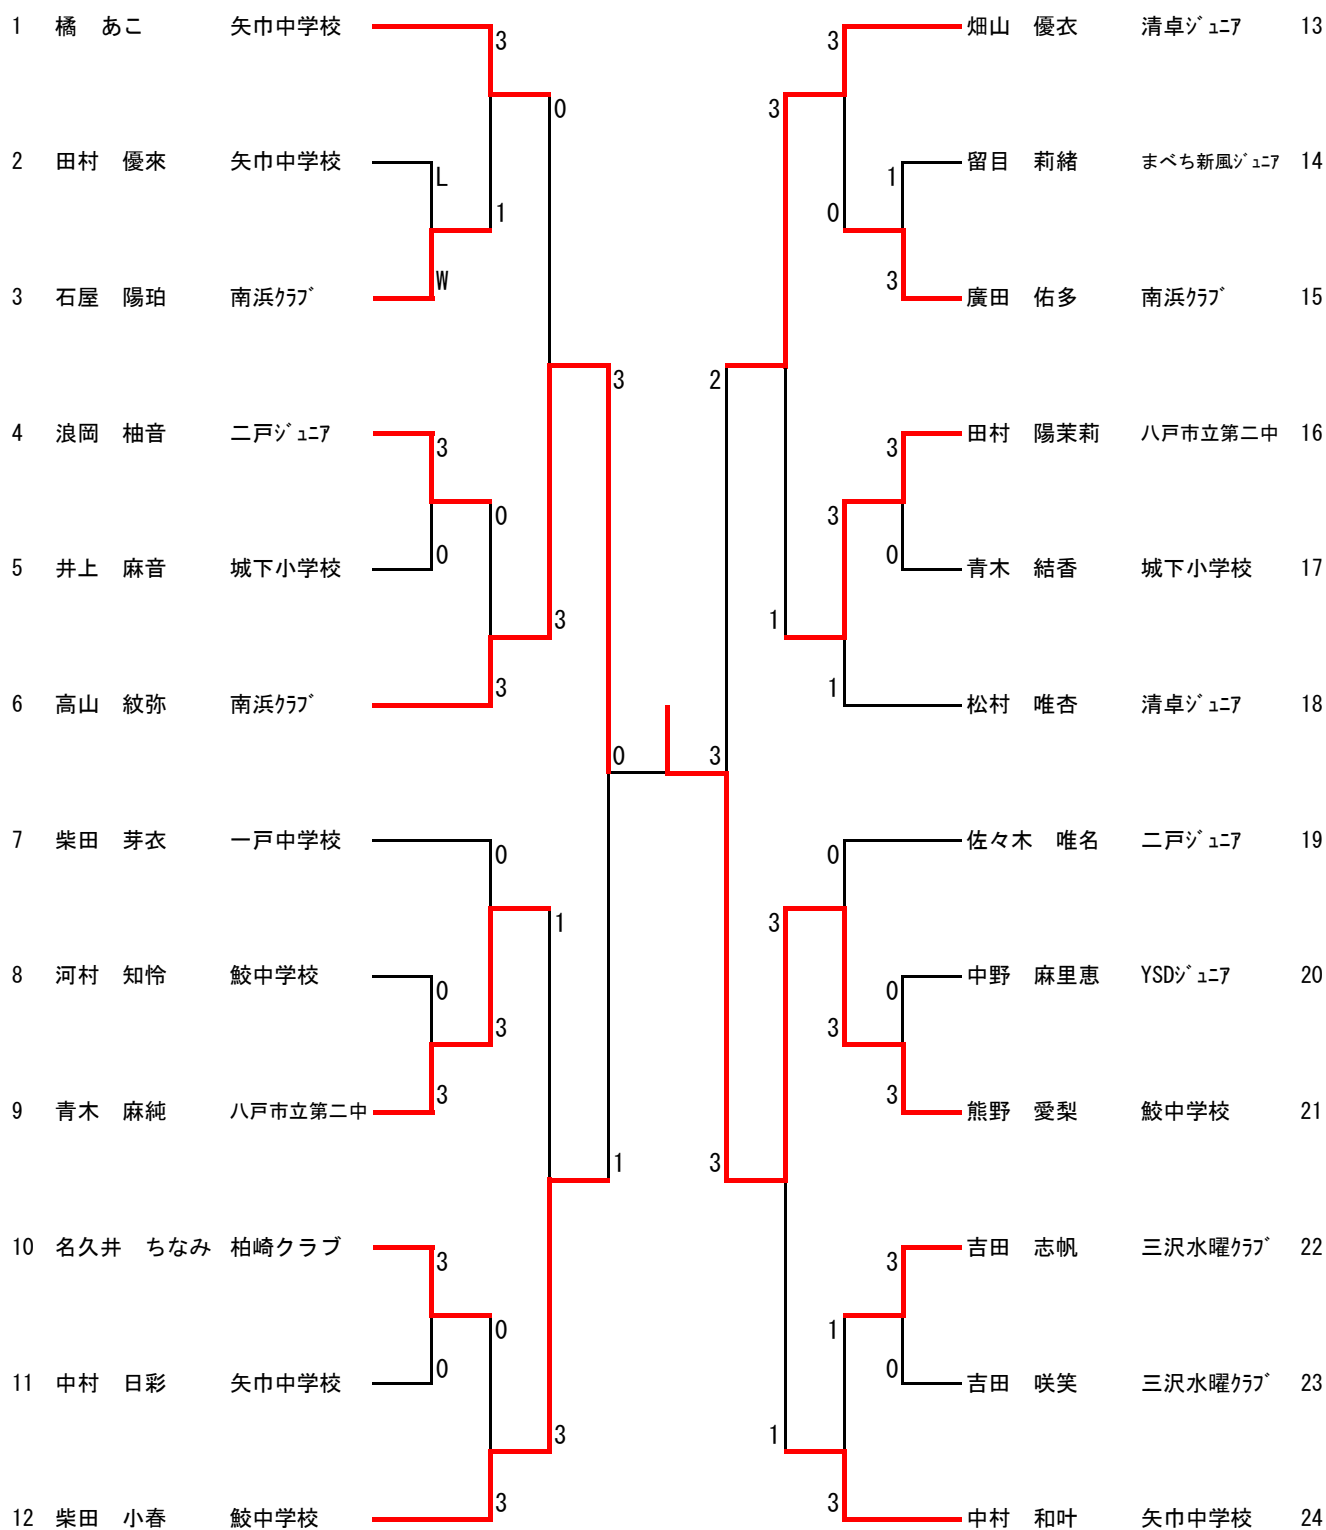 1 橘 あこ 矢巾中学校 3 3 畑山 優衣 清卓ｼﾞｭﾆｱ 13
0 3
2 田村 優來 矢巾中学校 L 1 留目 莉緒 まべち新風ｼﾞｭﾆｱ 14
1 0
3 石屋 陽珀 南浜ｸﾗﾌﾞ W 3 廣田 佑多 南浜ｸﾗﾌﾞ 15
3 2
4 浪岡 柚音 二戸ｼﾞｭﾆｱ 3 3 田村 陽茉莉 八戸市立第二中 16
0 3
5 井上 麻音 城下小学校 0 0 青木 結香 城下小学校 17
3 1
6 高山 紋弥 南浜ｸﾗﾌﾞ 3 1 松村 唯杏 清卓ｼﾞｭﾆｱ 18
0 3
7 柴田 芽衣 一戸中学校 0 0 佐々木 唯名 二戸ｼﾞｭﾆｱ 19
1 3
8 河村 知怜 鮫中学校 0 0 中野 麻里恵 YSDｼﾞｭﾆｱ 20
3 3
9 青木 麻純 八戸市立第二中 3 3 熊野 愛梨 鮫中学校 21
1 3
10 名久井 ちなみ 柏崎クラブ 3 3 吉田 志帆 三沢水曜ｸﾗﾌﾞ 22
0 1
11 中村 日彩 矢巾中学校 0 0 吉田 咲笑 三沢水曜ｸﾗﾌﾞ 23
3 1
12 柴田 小春 鮫中学校 3 3 中村 和叶 矢巾中学校 24